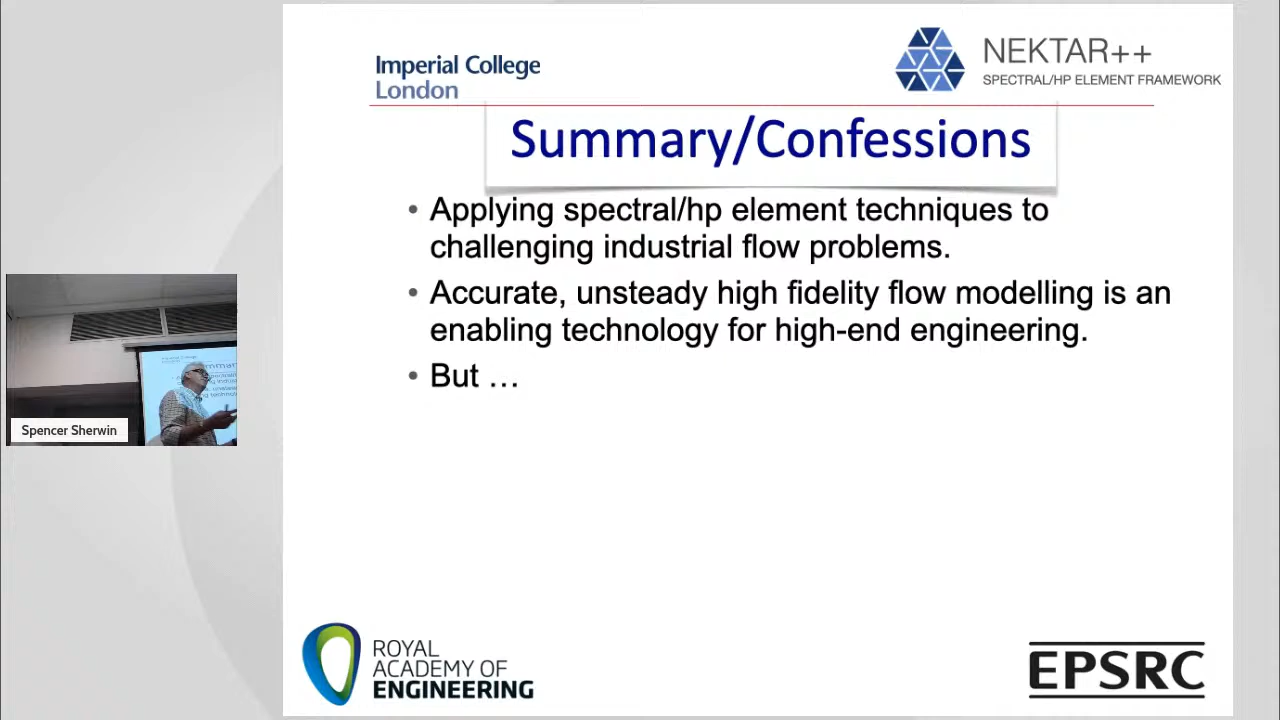 Imperial College
London
NEKTAR++
SPECTRAL/HP ELEMENT FRAMEWORK
Summary/Confessions
• Applying spectral/hp element techniques to
challenging industrial flow problems.
• Accurate, unsteady high fidelity flow modelling is an
enabling technology for high-end engineering.
• But …
Spencer Sherwin
ROYAL
ACADEMY OF
ENGINEERING
EPSRC